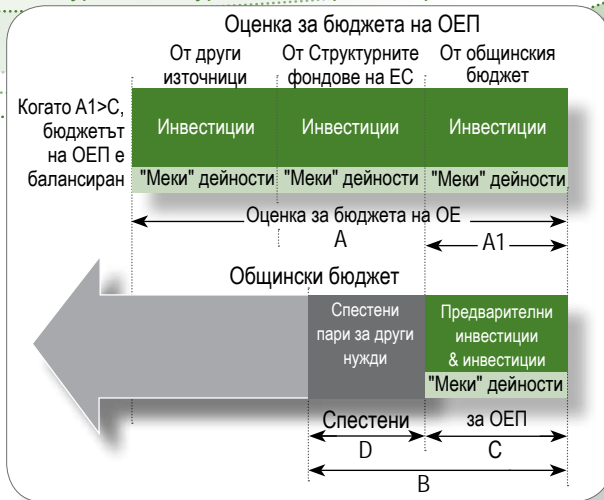 Оценка за бюджета на ОЕП
От други
източници
От Структурните
фондове на ЕС
От общинския
бюджет
Когато A1>C,
бюджетът
на ОЕП е
балансиран
Инвестиции
Инвестиции
Инвестиции
"Меки" дейности
"Меки" дейности
"Меки" дейности
Оценка за бюджета на ОЕ
A
A1
Общински бюджет
Спестени
пари за други
нужди
Предварителни
инвестиции
& инвестиции
"Меки" дейности
Спестени
за ОЕП
D
C
B